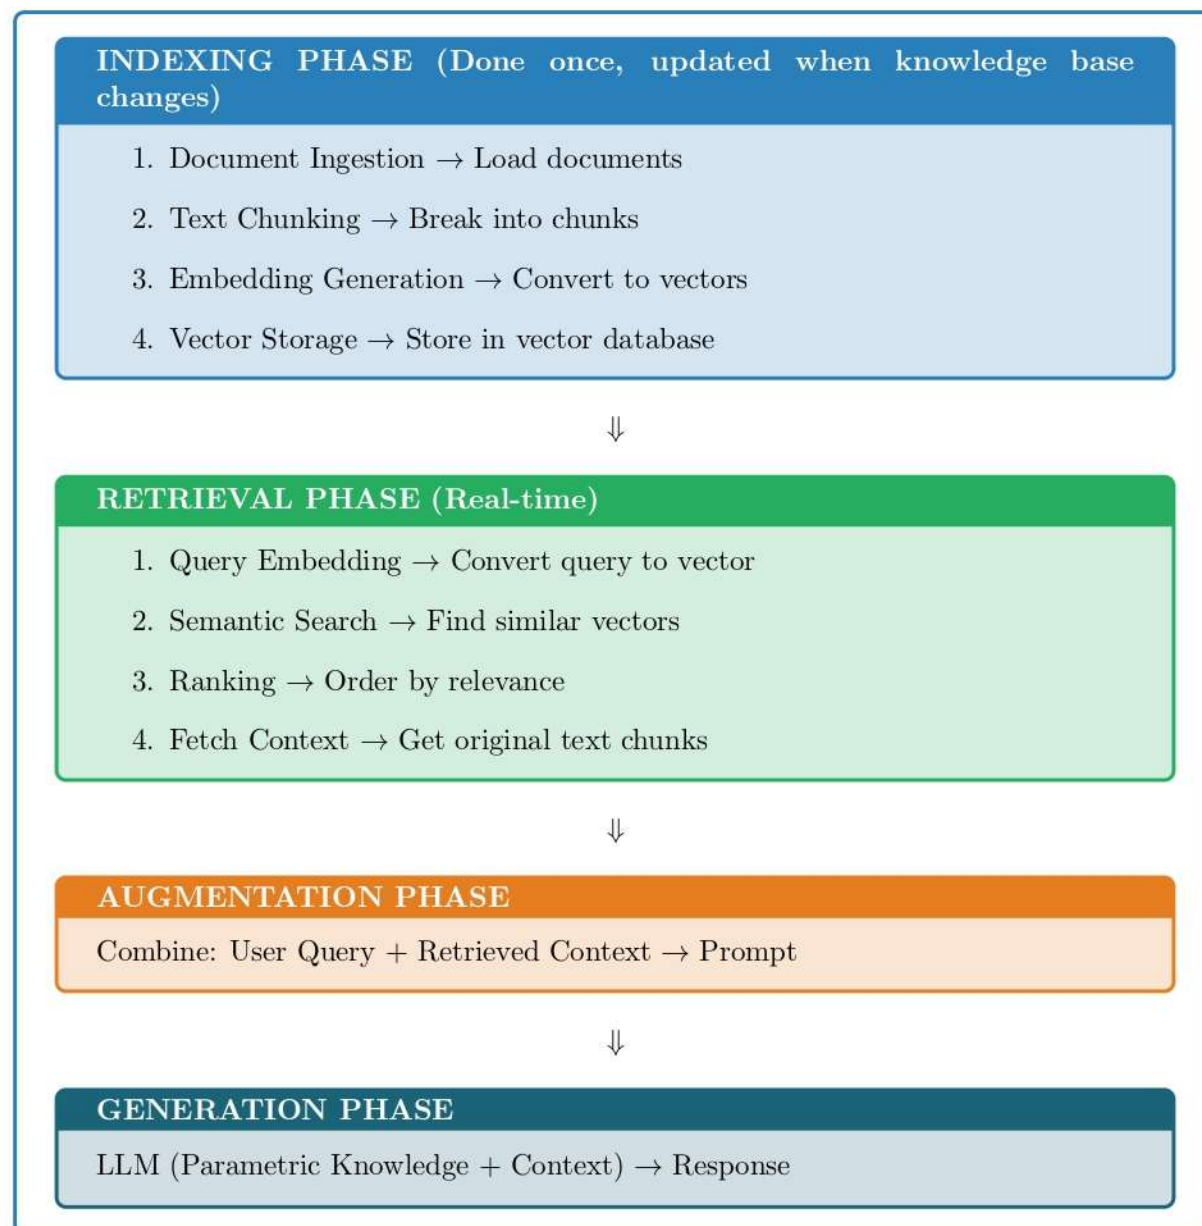 INDEXING PHASE (Done once, updated when knowledge base
changes)
1. Document Ingestion → Load documents
2. Text Chunking → Break into chunks
3. Embedding Generation → Convert to vectors
4. Vector Storage → Store in vector database
⇓
RETRIEVAL PHASE (Real-time)
1. Query Embedding → Convert query to vector
2. Semantic Search → Find similar vectors
3. Ranking → Order by relevance
4. Fetch Context → Get original text chunks
⇓
AUGMENTATION PHASE
Combine: User Query + Retrieved Context → Prompt
⇓
GENERATION PHASE
LLM (Parametric Knowledge + Context) → Response